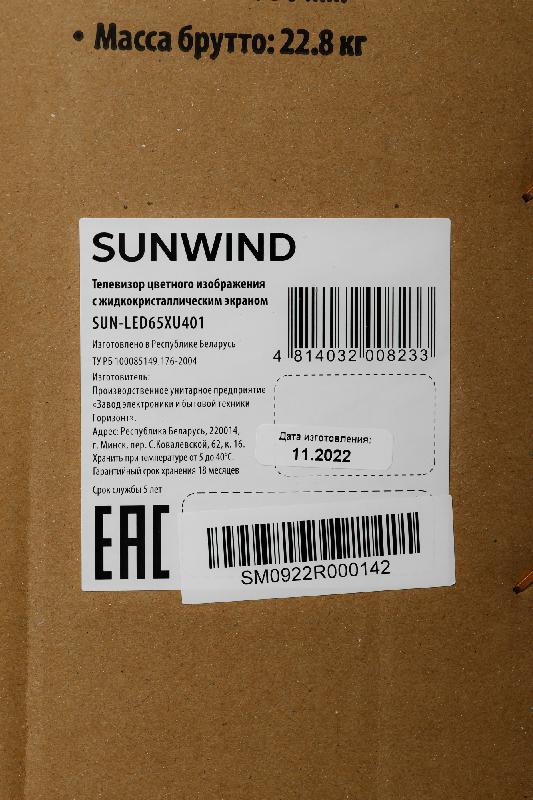 • Масса брутто: 22.8 кг
SUNWIND
Телевизор цветного изображения
с жидкокристаллическим экраном
SUN-LED65XU401
Изготовлено в Республике Беларусь
ТУ РБ 100085149.176-2004
Изготовитель:
Производственное унитарное предприятие
«Завод электроники и бытовой техники
Горизонт».
Адрес: Республика Беларусь, 220014,
г. Минск, пер. С.Ковалевской, 62, к. 16.
Хранить при температуре от 5 до 40°С.
Гарантийный срок хранения 18 месяцев
Срок службы 5 лет
EAC
4 814032 008233
Дата изготовления:
11.2022
SM0922R000142